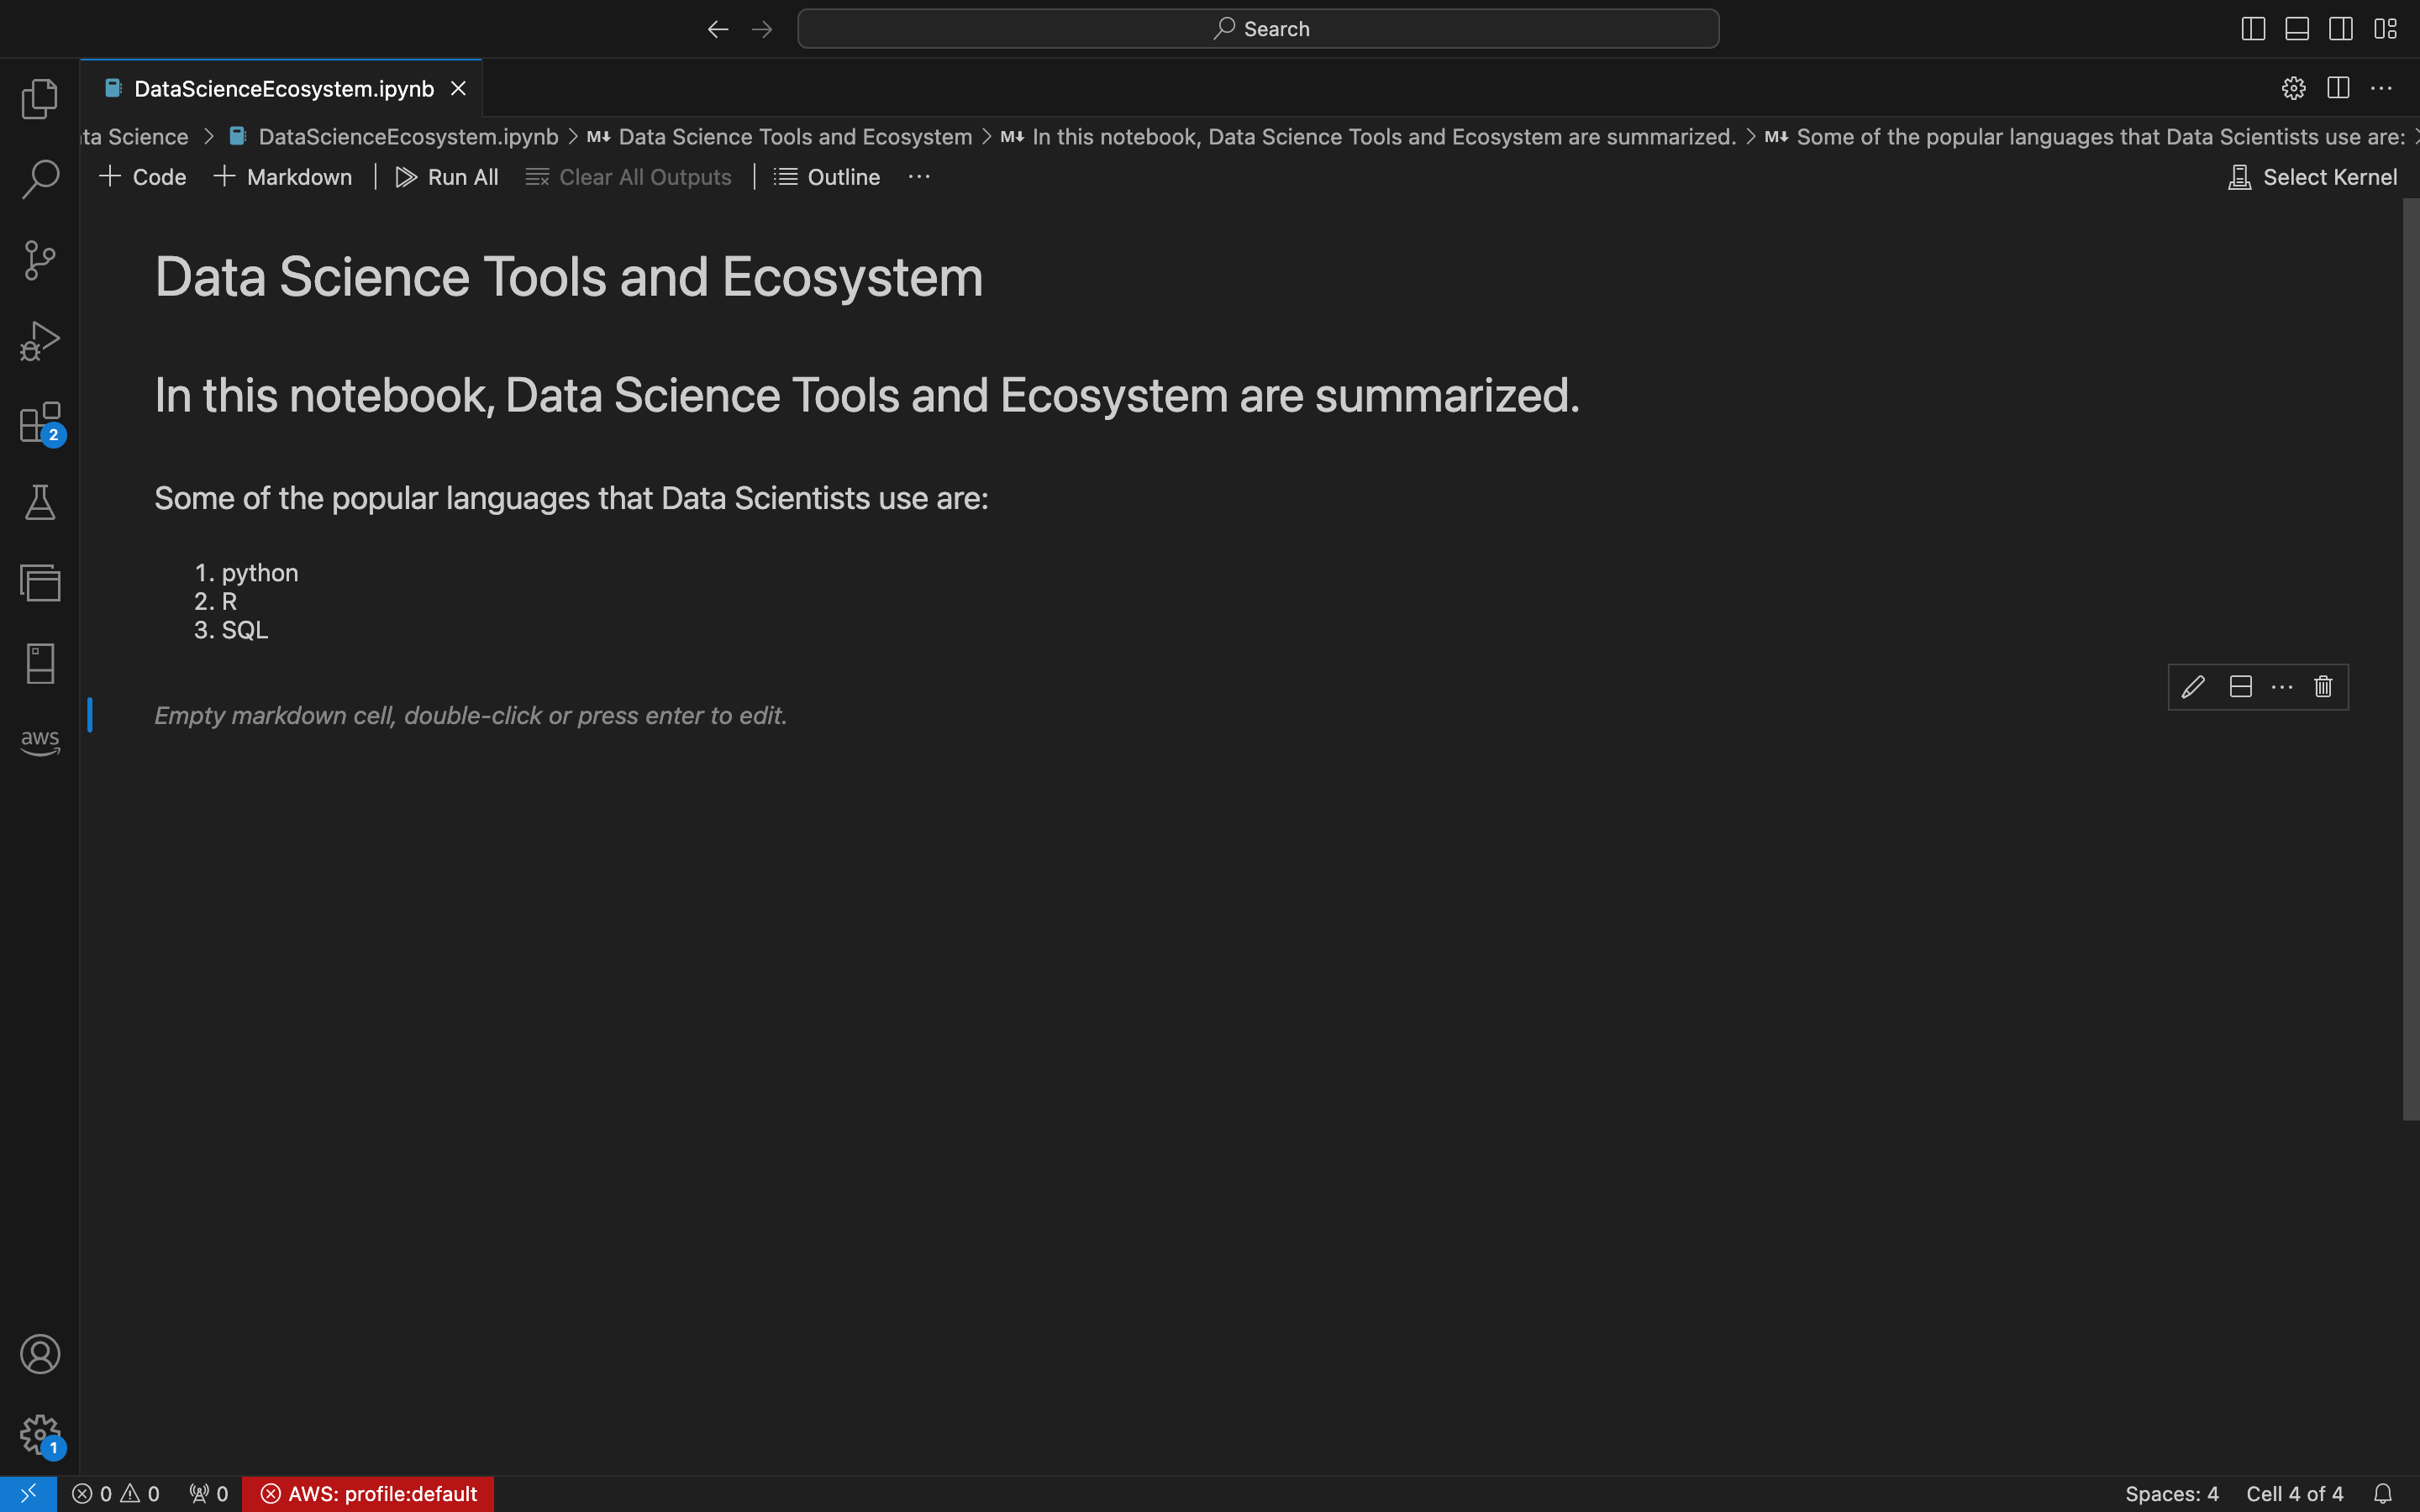 Search
DataScienceEcosystem.ipynb
ta Science > DataScienceEcosystem.ipynb > M↓ Data Science Tools and Ecosystem > M↓ In this notebook, Data Science Tools and Ecosystem are summarized. > M↓ Some of the popular languages that Data Scientists use are: >
+ Code + Markdown | Run All Clear All Outputs | Outline ...
Select Kernel
Data Science Tools and Ecosystem
In this notebook, Data Science Tools and Ecosystem are summarized.
Some of the popular languages that Data Scientists use are:
1. python
2. R
3. SQL
Empty markdown cell, double-click or press enter to edit.
2
aws
1
0 0 0 AWS: profile:default
Spaces: 4 Cell 4 of 4